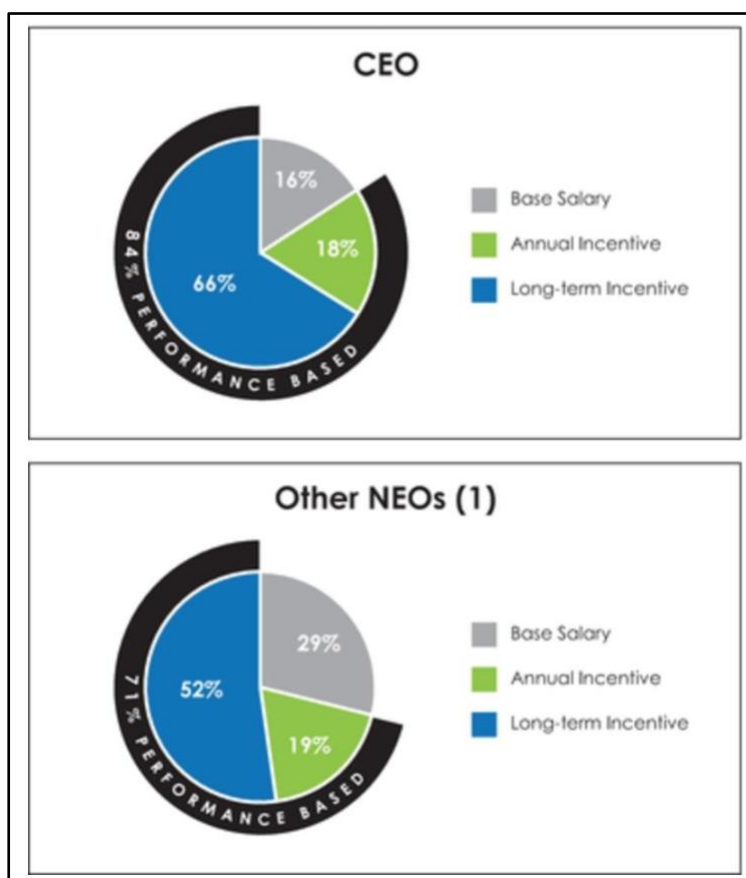 CEO
16%
18%
66%
84% PERFORMANCE BASED
Base Salary
Annual Incentive
Long-term Incentive
Other NEOs (1)
29%
19%
52%
71% PERFORMANCE BASED
Base Salary
Annual Incentive
Long-term Incentive